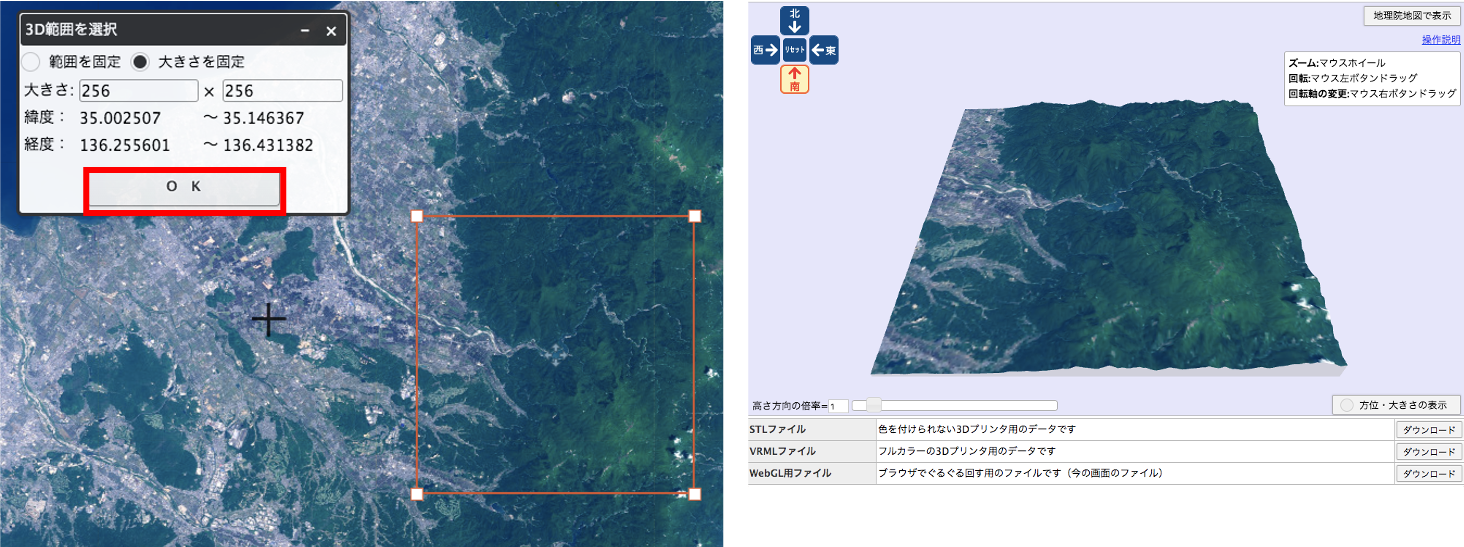 3D範囲を選択
範囲を固定 大きさを固定
大きさ: 256 × 256
緯度： 35.002507 ～ 35.146367
経度： 136.255601 ～ 136.431382
O K
北
西 リセット 東
南
地理院地図で表示
操作説明
ズーム:マウスホイール
回転:マウス左ボタンドラッグ
回転軸の変更:マウス右ボタンドラッグ
高さ方向の倍率=1
方位・大きさの表示
STLファイル 色を付けられない3Dプリンタ用のデータです ダウンロード
VRMLファイル フルカラーの3Dプリンタ用のデータです ダウンロード
WebGL用ファイル ブラウザでぐるぐる回す用のファイルです（今の画面のファイル） ダウンロード